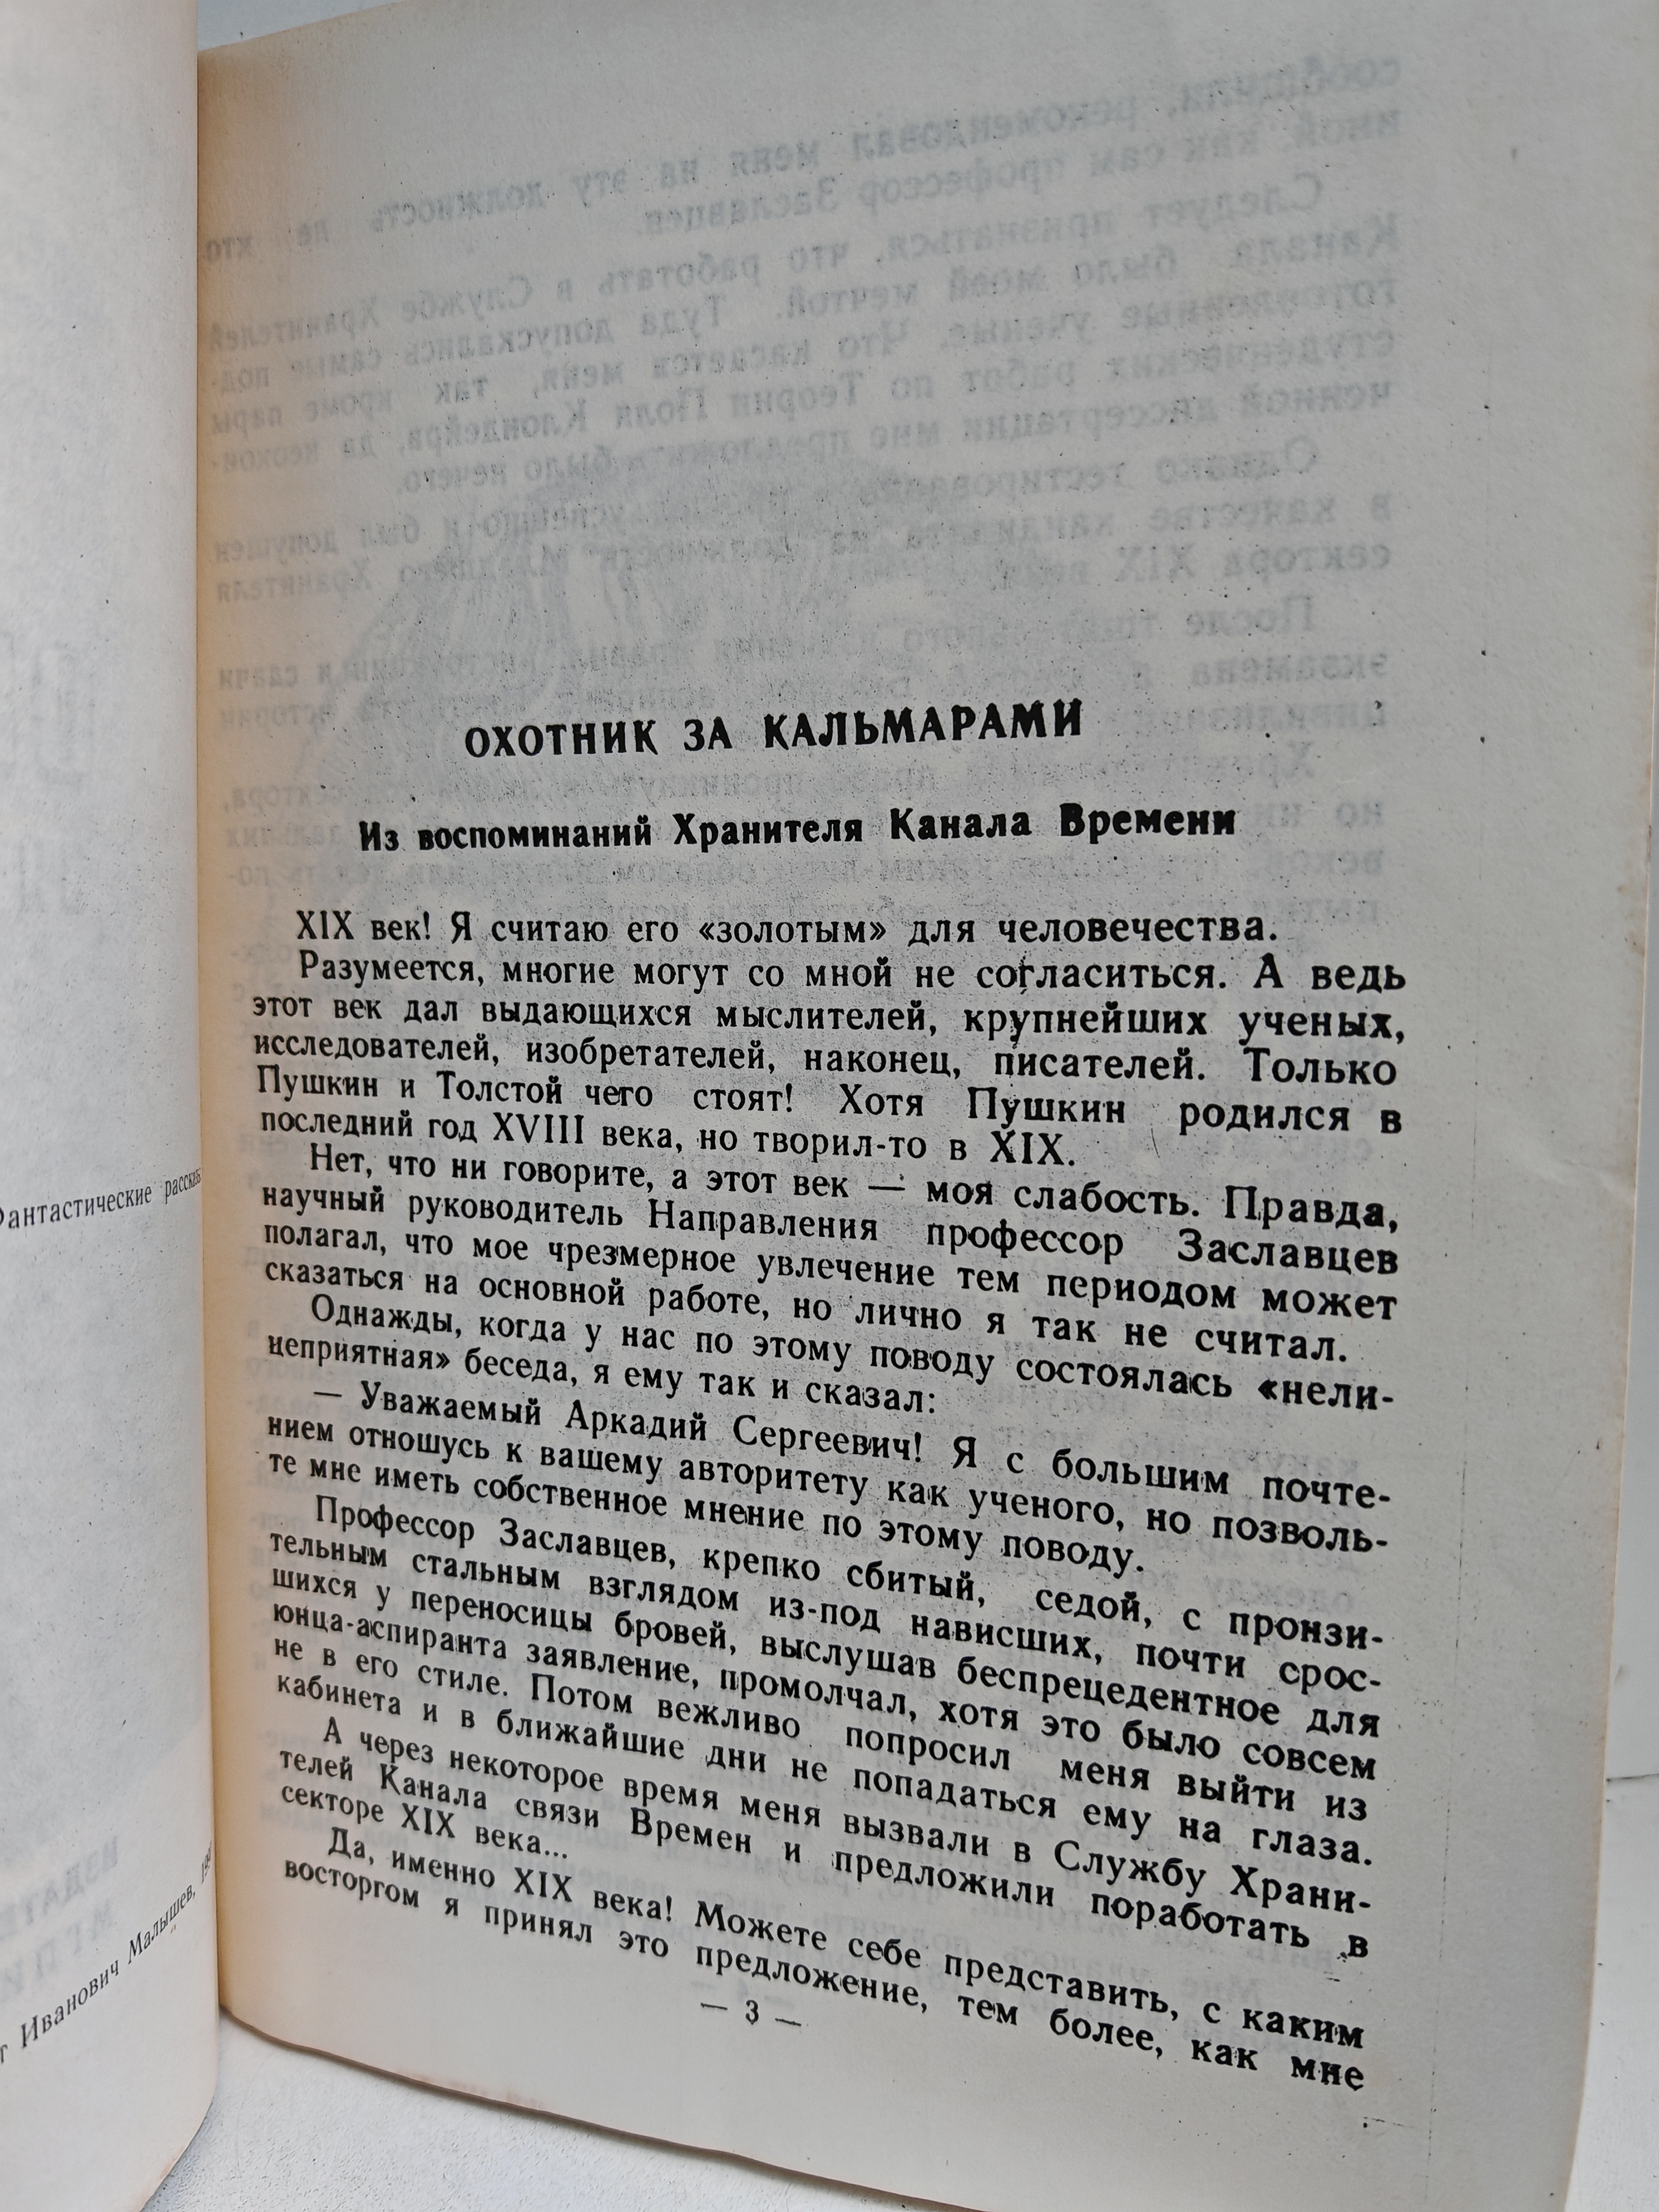 Фантастические рассказы
Иванович Малышев,
ОХОТНИК ЗА КАЛЬМАРАМИ
Из воспоминаний Хранителя Канала Времени
XIX век! Я считаю его «золотым» для человечества.
Разумеется, многие могут со мной не согласиться. А ведь
этот век дал выдающихся мыслителей, крупнейших ученых,
исследователей, изобретателей, наконец, писателей. Только
Пушкин и Толстой чего стоят! Хотя Пушкин родился в
последний год XVIII века, но творил-то в XIX.
Нет, что ни говорите, а этот век — моя слабость. Правда,
научный руководитель Направления профессор Заславцев
полагал, что мое чрезмерное увлечение тем периодом может
сказаться на основной работе, но лично я так не считал.
Однажды, когда у нас по этому поводу состоялась «нели-
цеприятная» беседа, я ему так и сказал:
— Уважаемый Аркадий Сергеевич! Я с большим почте-
нием отношусь к вашему авторитету как ученого, но позволь-
те мне иметь собственное мнение по этому поводу.
Профессор Заславцев, крепко сбитый, седой, с пронзи-
тельным стальным взглядом из-под нависших, почти срос-
шихся у переносицы бровей, выслушав беспрецедентное для
юнца-аспиранта заявление, промолчал, хотя это было совсем
не в его стиле. Потом вежливо попросил меня выйти из
кабинета и в ближайшие дни не попадаться ему на глаза.
А через некоторое время меня вызвали в Службу Храни-
телей Канала связи Времен и предложили поработать в
секторе XIX века...
Да, именно XIX века! Можете себе представить, с каким
восторгом я принял это предложение, тем более, как мне
— 3 —